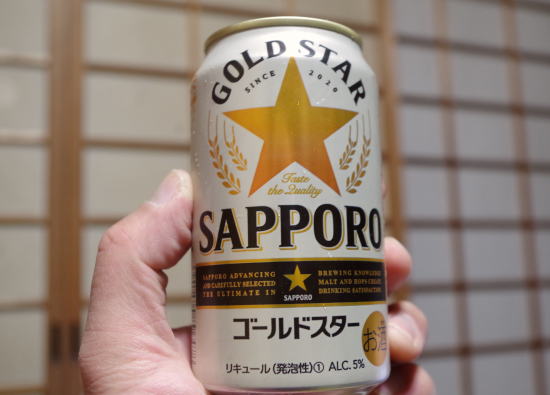 GOLD STAR
SINCE 2020
Taste the Quality
SAPPORO
SAPPORO ADVANCING
AND CAREFULLY SELECTED
THE ULTIMATE IN
SAPPORO
BREWING KNOWLEDGE
MALT AND HOPS CREATE
DRINKING SATISFACTION
ゴールドスター
お酒
リキュール(発泡性)① ALC.5%